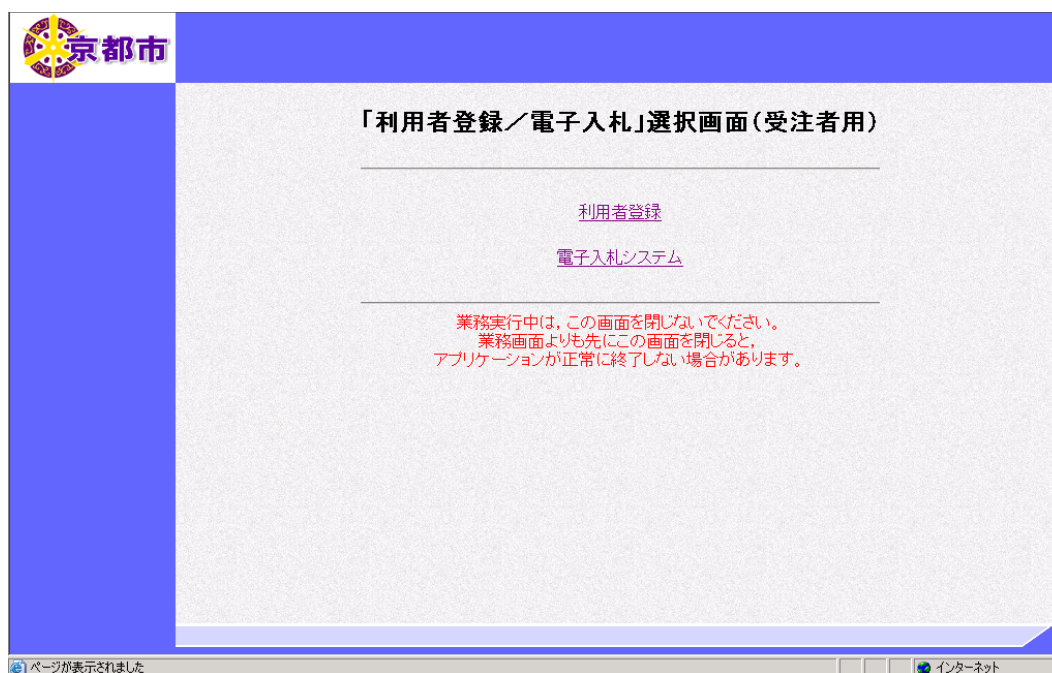 京都市
「利用者登録／電子入札」選択画面(受注者用)
利用者登録
電子入札システム
業務実行中は，この画面を閉じないでください。
業務画面よりも先にこの画面を閉じると，
アプリケーションが正常に終了しない場合があります。
ページが表示されました
インターネット